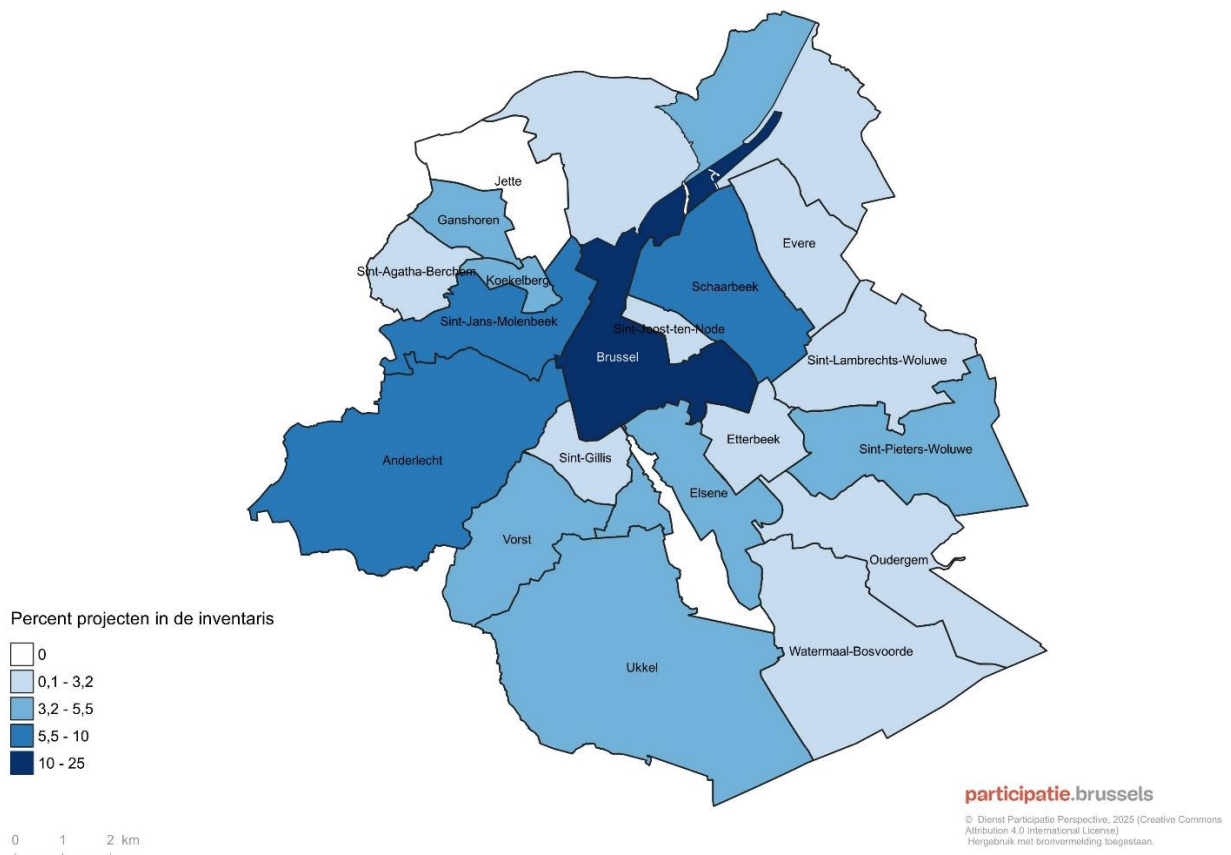 Jette
Ganshoren
Evere
Sint-Agatha-Berchem
Koekelberg
Schaarbeek
Sint-Jans-Molenbeek
Sint-Joost-ten-Node
Brussel
Sint-Lambrechts-Woluwe
Etterbeek
Sint-Pieters-Woluwe
Anderlecht
Sint-Gillis
Elsene
Vorst
Oudergem
Watermaal-Bosvoorde
Ukkel
Percent projecten in de inventaris
0
0,1 - 3,2
3,2 - 5,5
5,5 - 10
10 - 25
0 1 2 km
participatie.brussels
© Dienst Participatie Perspective, 2025 (Creative Commons
Attribution 4.0 International License)
Hergebruik met bronvermelding toegestaan.